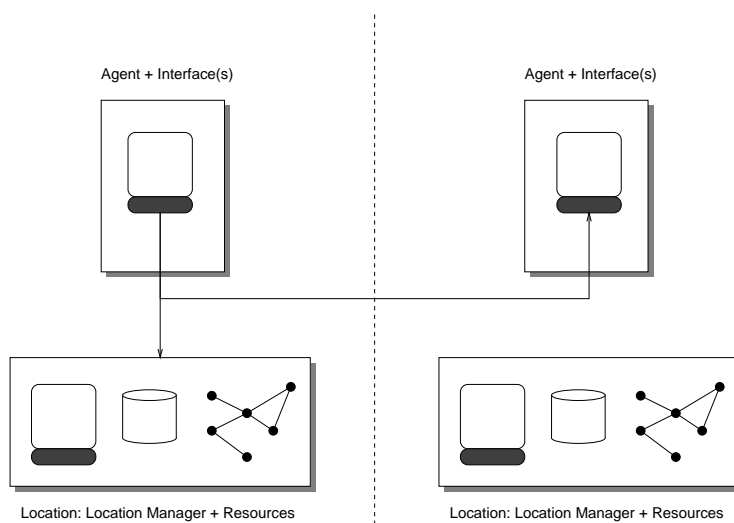 Agent + Interface(s)
Agent + Interface(s)
Location: Location Manager + Resources
Location: Location Manager + Resources